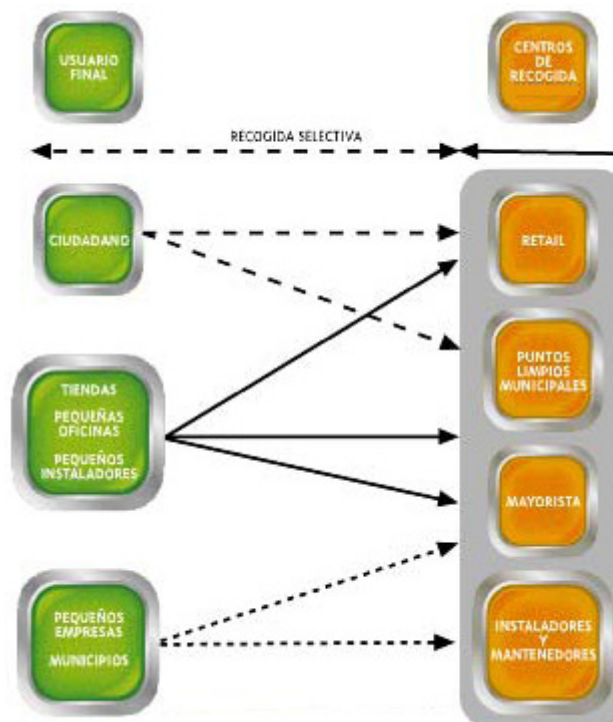 USUARIO
FINAL
CENTROS
DE
RECOGIDA
RECOGIDA SELECTIVA
CIUDADANO
RETAIL
TIENDAS
PEQUEÑAS
OFICINAS
PEQUEÑOS
INSTALADORES
PUNTOS
LIMPIOS
MUNICIPALES
MAYORISTA
PEQUEÑOS
EMPRESAS
MUNICIPIOS
INSTALADORES
Y
MANTENEDORES